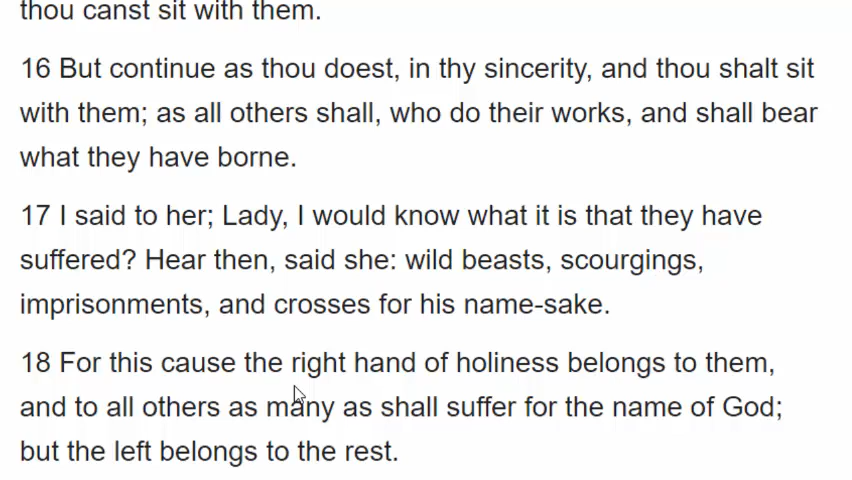 thou canst sit with them.
16 But continue as thou doest, in thy sincerity, and thou shalt sit
with them; as all others shall, who do their works, and shall bear
what they have borne.
17 I said to her; Lady, I would know what it is that they have
suffered? Hear then, said she: wild beasts, scourgings,
imprisonments, and crosses for his name-sake.
18 For this cause the right hand of holiness belongs to them,
and to all others as many as shall suffer for the name of God;
but the left belongs to the rest.